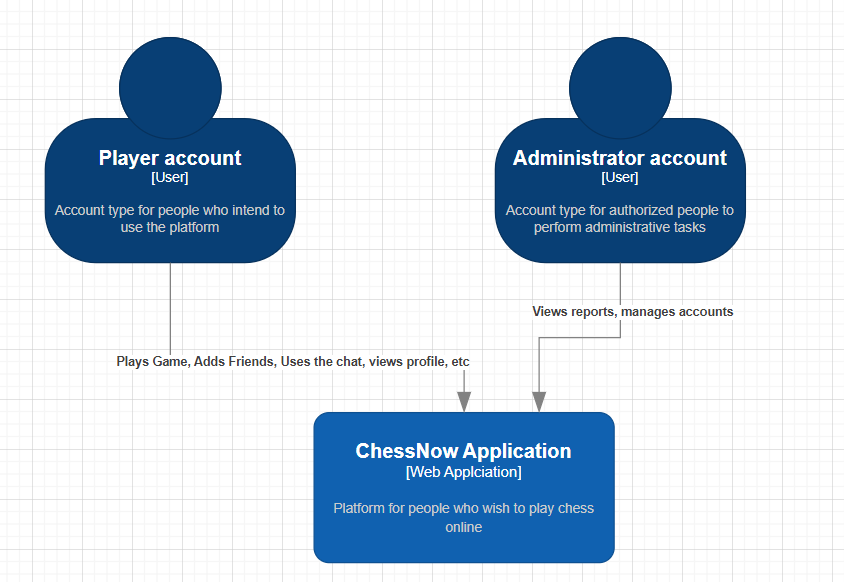 Player account
[User]
Account type for people who intend to
use the platform
Administrator account
[User]
Account type for authorized people to
perform administrative tasks
Views reports, manages accounts
Plays Game, Adds Friends, Uses the chat, views profile, etc
ChessNow Application
[Web Applciation]
Platform for people who wish to play chess
online